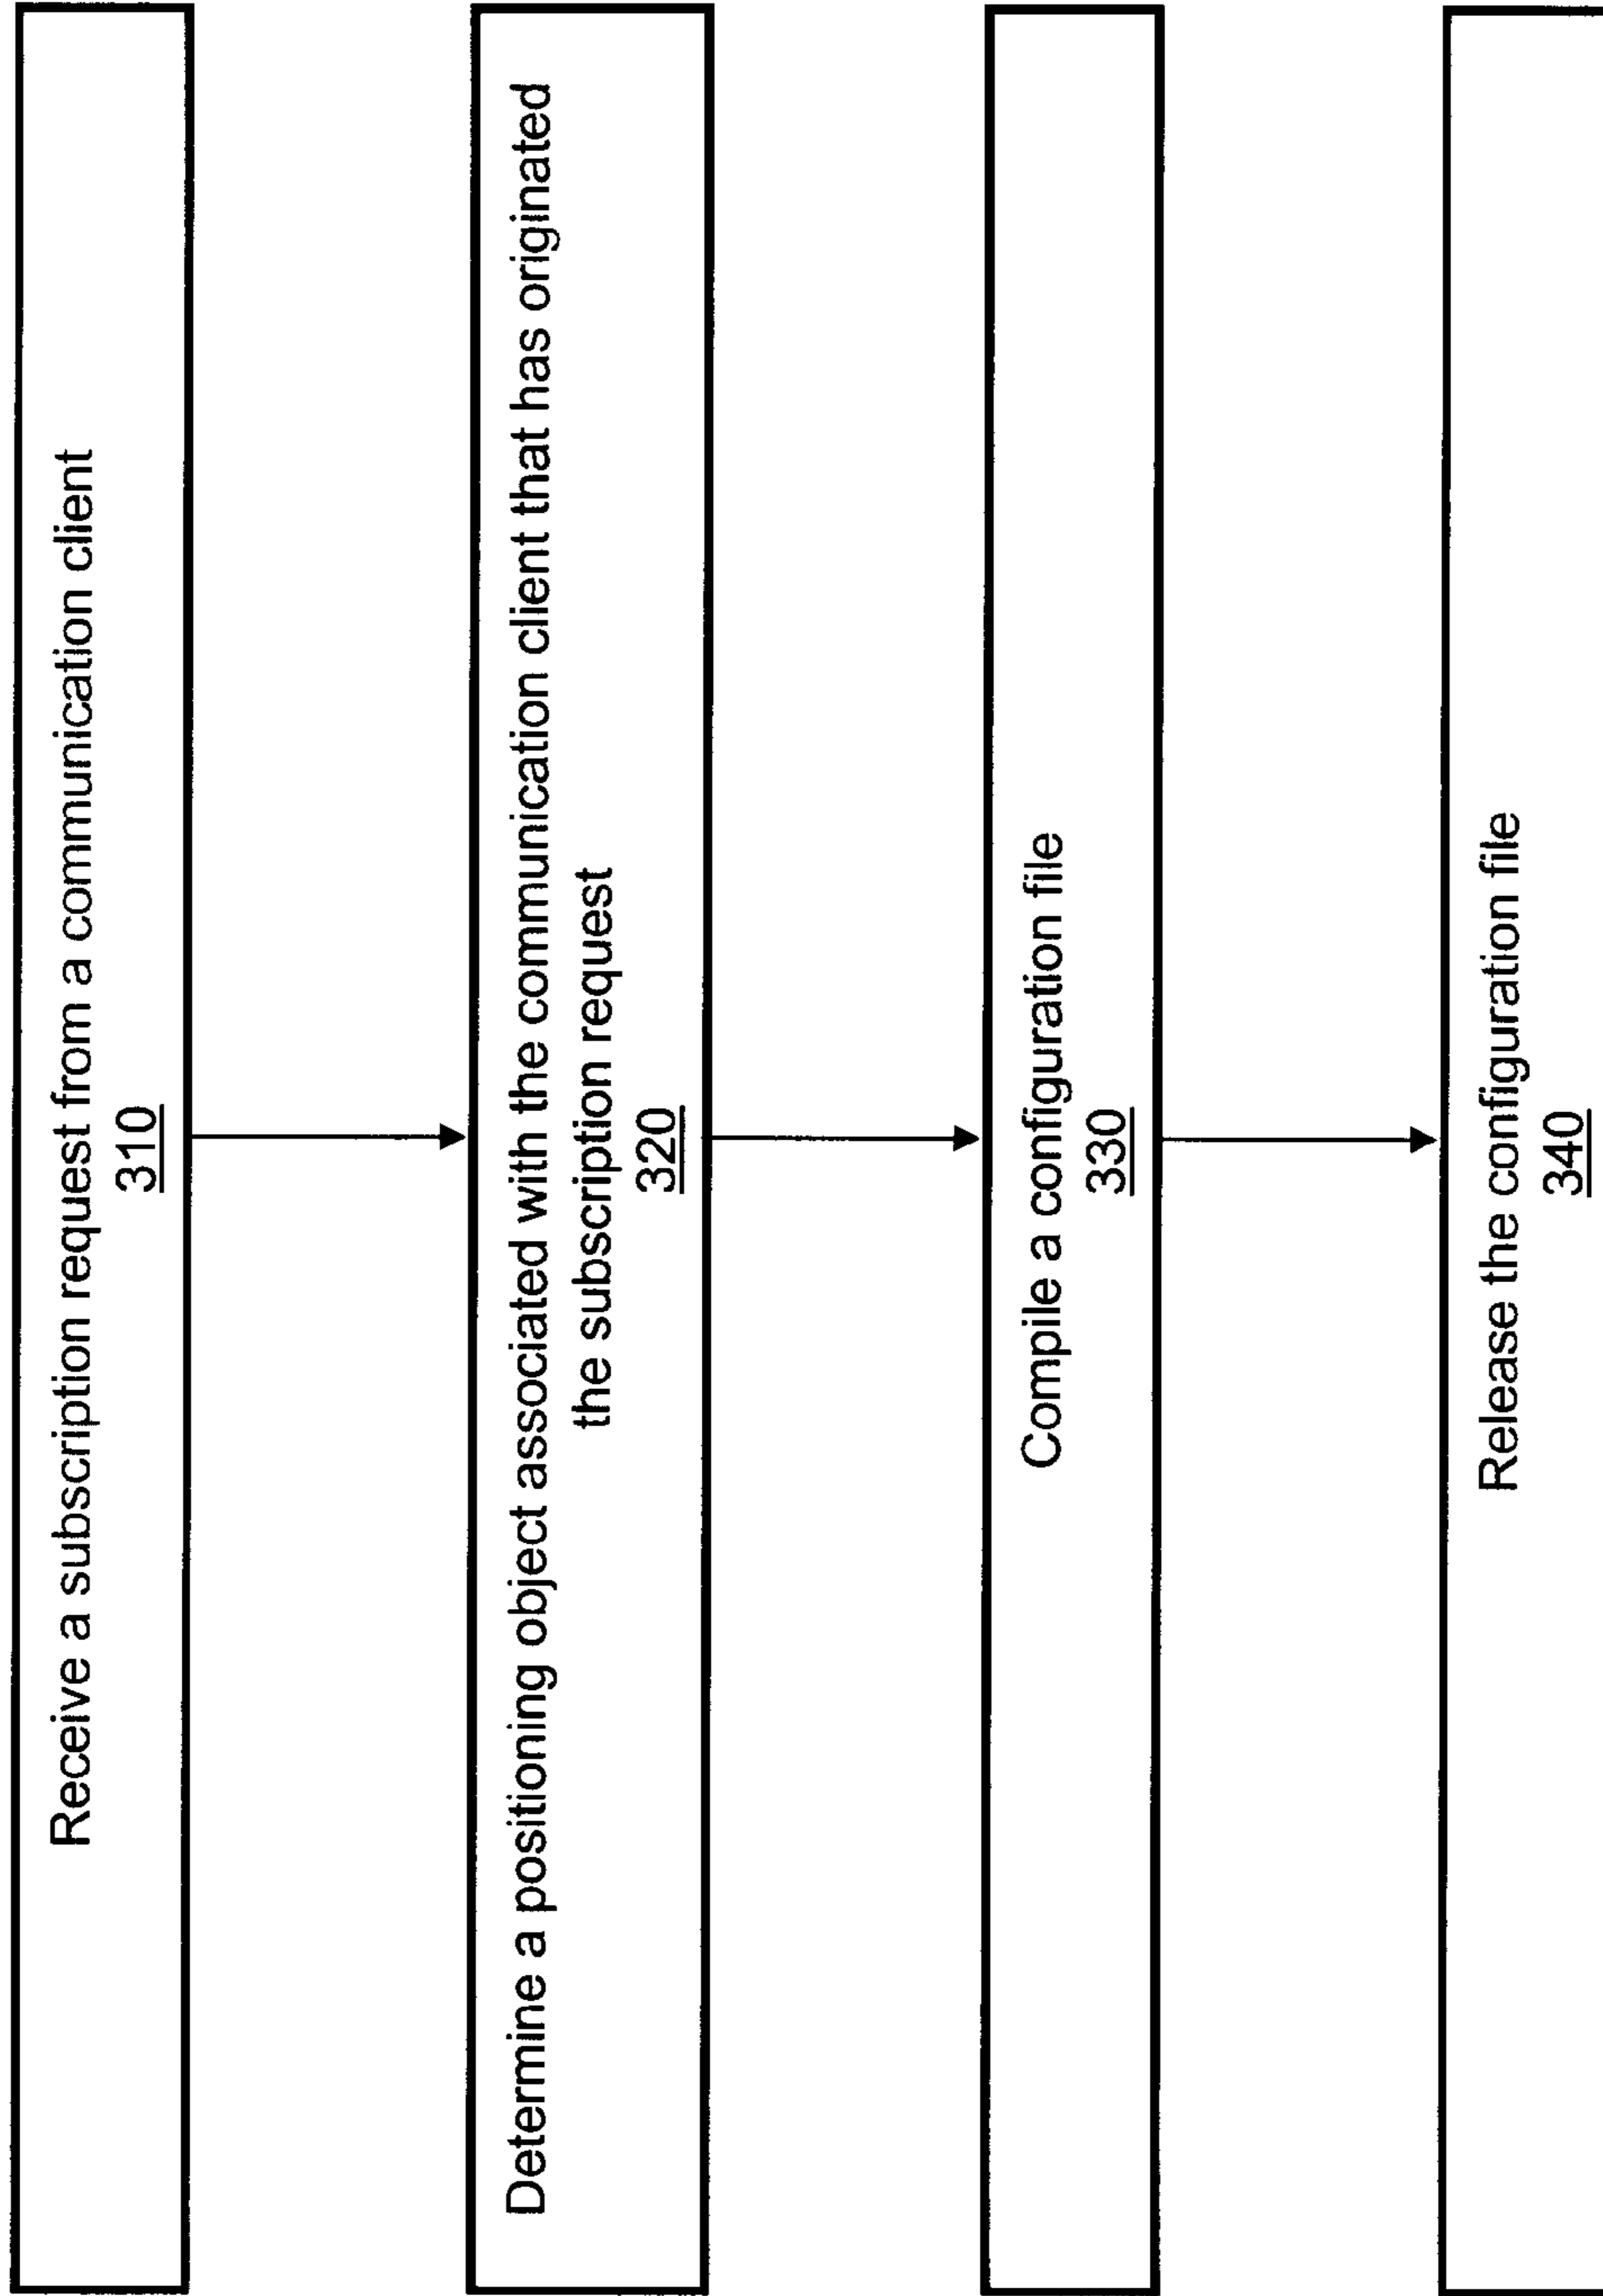 Receive a subscription request from a communication client
310
Determine a positioning object associated with the communication client that has originated
the subscription request
320
Compile a configuration file
330
Release the configuration file
340